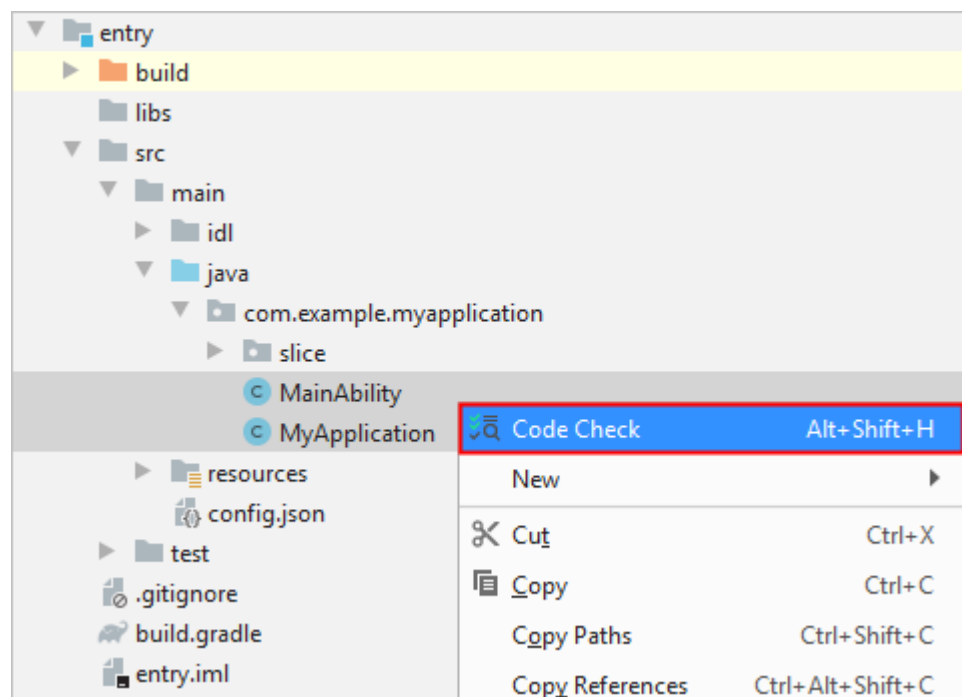 entry
build
libs
src
main
idl
java
com.example.myapplication
slice
MainAbility
MyApplication
Code Check Alt+Shift+H
New
resources
config.json
Cut Ctrl+X
test
.gitignore
Copy Ctrl+C
build.gradle
Copy Paths Ctrl+Shift+C
entry.iml
Copy References Ctrl+Alt+Shift+C